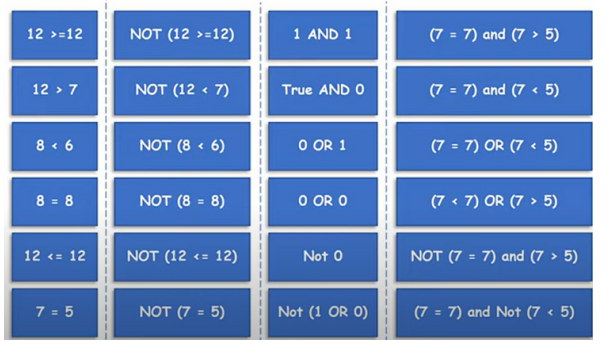 12 >=12
NOT (12 >=12)
1 AND 1
(7 = 7) and (7 > 5)
12 > 7
NOT (12 < 7)
True AND 0
(7 = 7) and (7 < 5)
8 < 6
NOT (8 < 6)
0 OR 1
(7 = 7) OR (7 < 5)
8 = 8
NOT (8 = 8)
0 OR 0
(7 < 7) OR (7 > 5)
12 <= 12
NOT (12 <= 12)
Not 0
NOT (7 = 7) and (7 > 5)
7 = 5
NOT (7 = 5)
Not (1 OR 0)
(7 = 7) and Not (7 < 5)